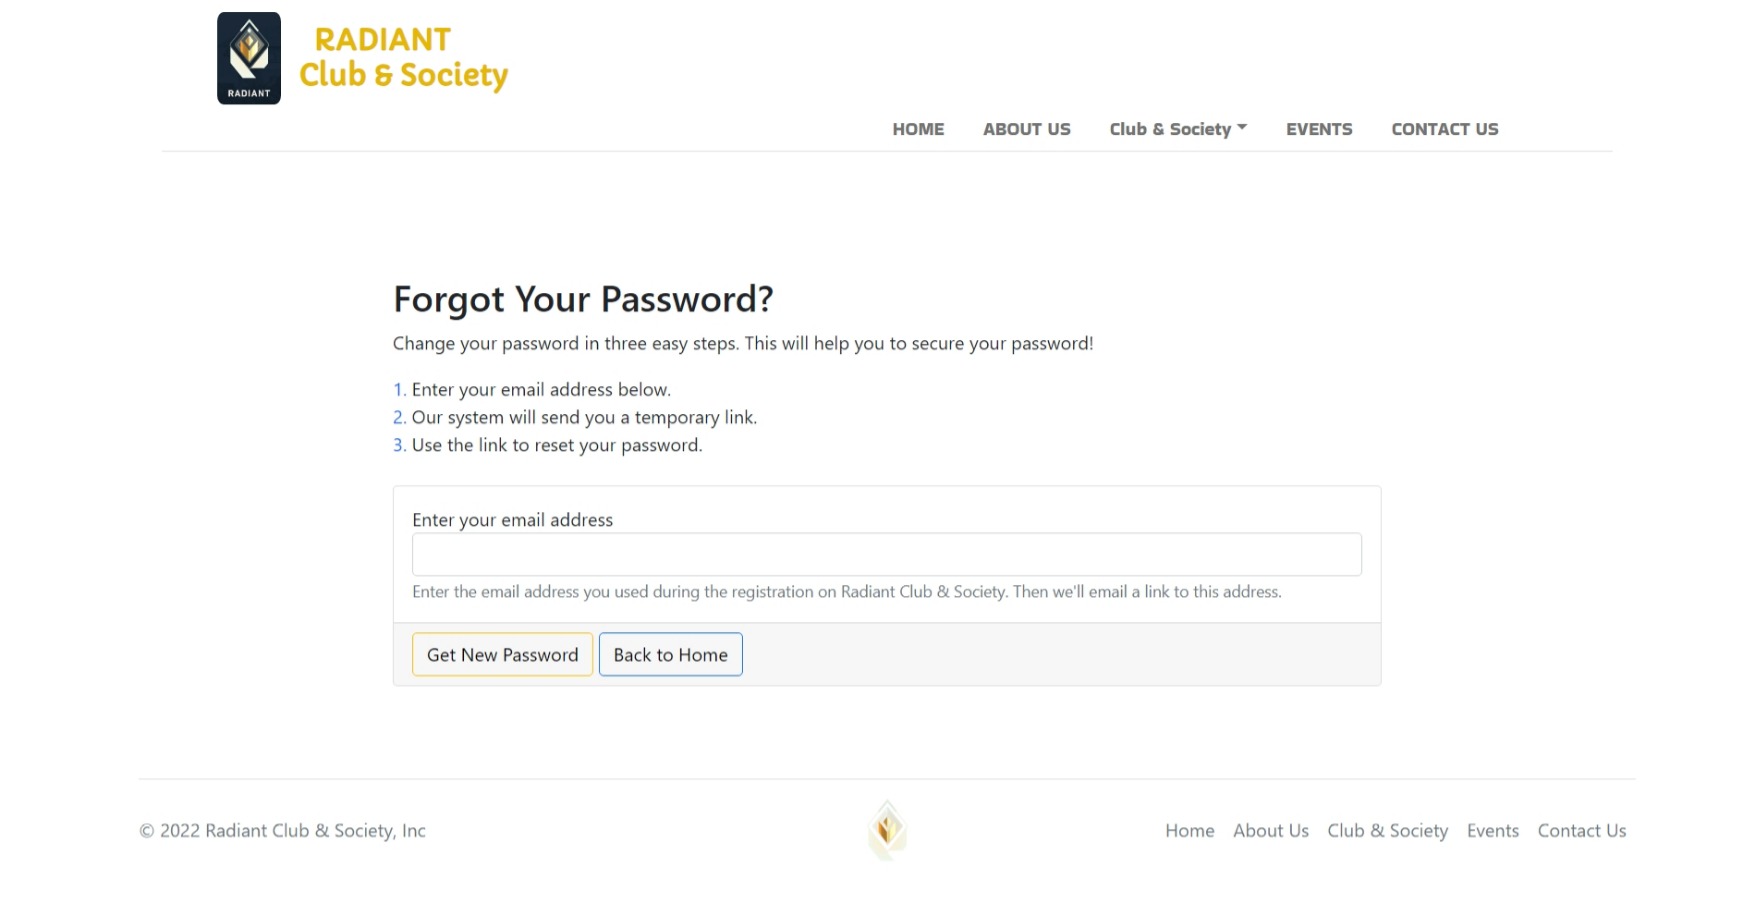 RADIANT
RADIANT
Club & Society
HOME ABOUT US Club & Society EVENTS CONTACT US
Forgot Your Password?
Change your password in three easy steps. This will help you to secure your password!
1. Enter your email address below.
2. Our system will send you a temporary link.
3. Use the link to reset your password.
Enter your email address
Enter the email address you used during the registration on Radiant Club & Society. Then we'll email a link to this address.
Get New Password Back to Home
© 2022 Radiant Club & Society, Inc Home About Us Club & Society Events Contact Us